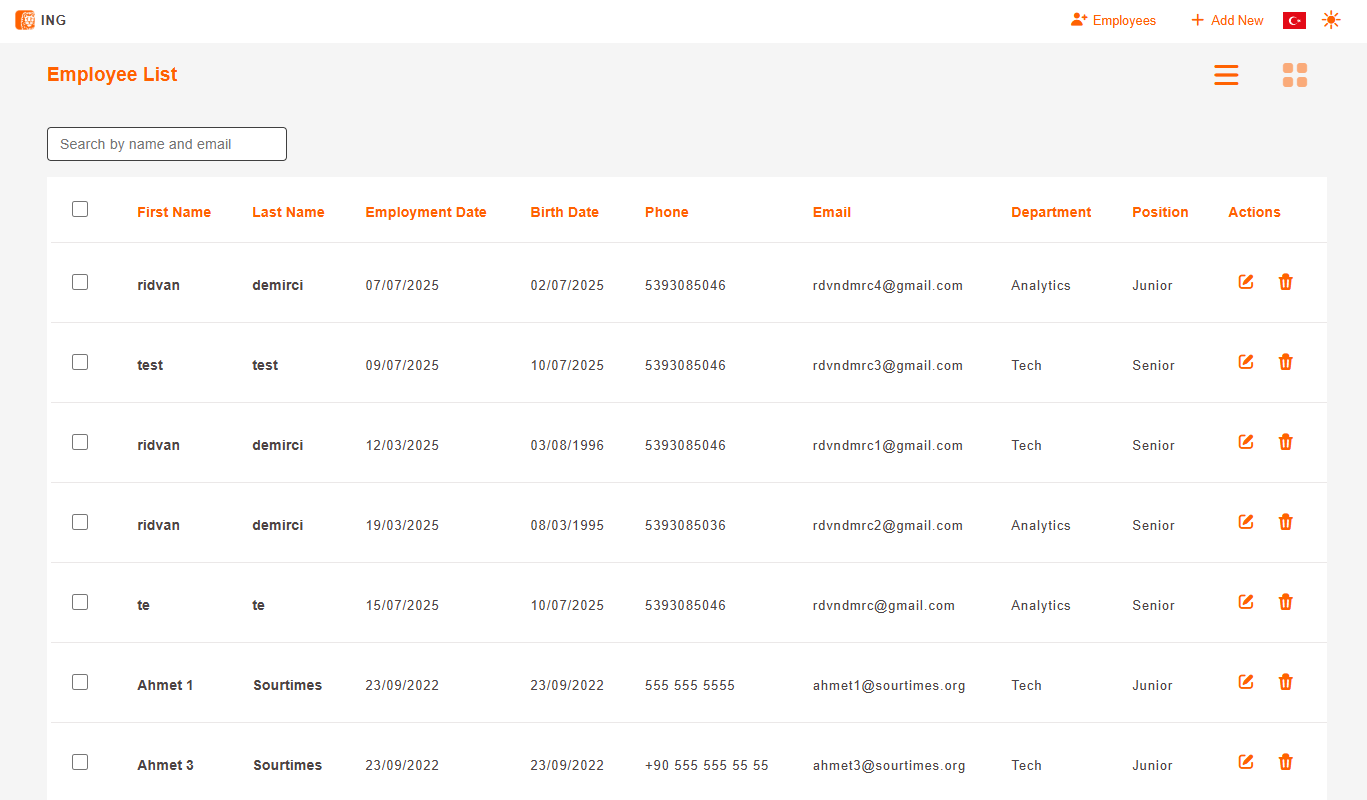 ING Employees Add New
Employee List
Search by name and email
First Name Last Name Employment Date Birth Date Phone Email Department Position Actions
ridvan demirci 07/07/2025 02/07/2025 5393085046 rdvndmrc4@gmail.com Analytics Junior
test test 09/07/2025 10/07/2025 5393085046 rdvndmrc3@gmail.com Tech Senior
ridvan demirci 12/03/2025 03/08/1996 5393085046 rdvndmrc1@gmail.com Tech Senior
ridvan demirci 19/03/2025 08/03/1995 5393085036 rdvndmrc2@gmail.com Analytics Senior
te te 15/07/2025 10/07/2025 5393085046 rdvndmrc@gmail.com Analytics Senior
Ahmet 1 Sourtimes 23/09/2022 23/09/2022 555 555 5555 ahmet1@sourtimes.org Tech Junior
Ahmet 3 Sourtimes 23/09/2022 23/09/2022 +90 555 555 55 55 ahmet3@sourtimes.org Tech Junior